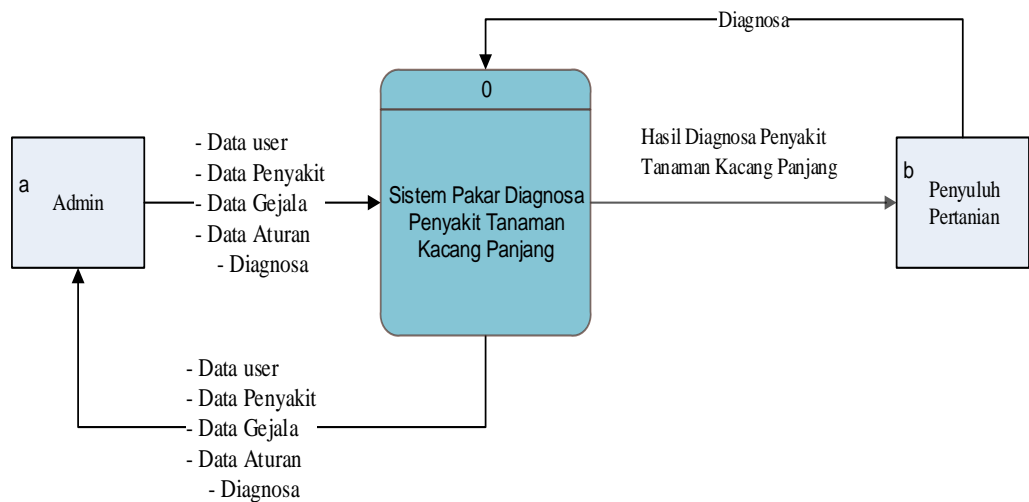 Diagnosa
0
a
Admin
- Data user
- Data Penyakit
- Data Gejala
- Data Aturan
- Diagnosa
Sistem Pakar Diagnosa
Penyakit Tanaman
Kacang Panjang
Hasil Diagnosa Penyakit
Tanaman Kacang Panjang
b
Penyuluh
Pertanian
- Data user
- Data Penyakit
- Data Gejala
- Data Aturan
- Diagnosa